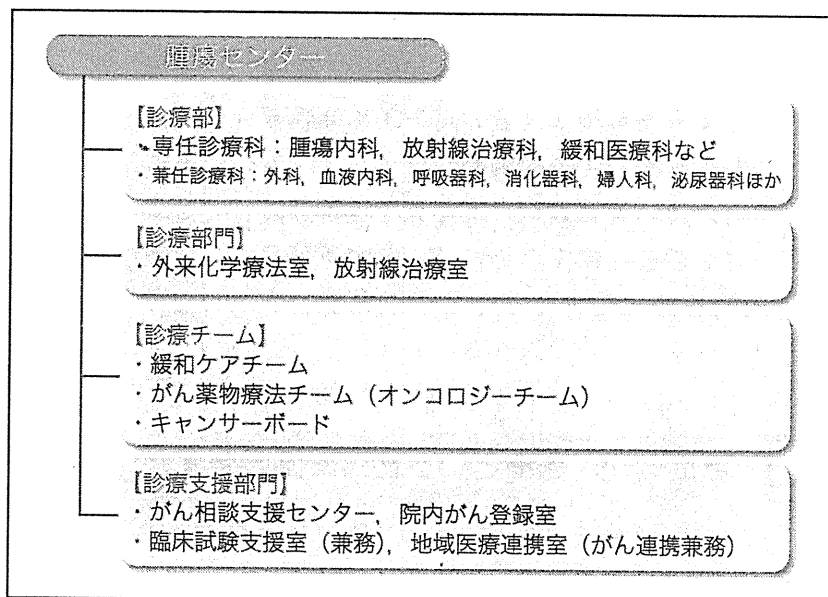 腫瘍センター
【診療部】
・専任診療科：腫瘍内科，放射線治療科，緩和医療科など
・兼任診療科：外科，血液内科，呼吸器科，消化器科，婦人科，泌尿器科ほか
【診療部門】
・外来化学療法室，放射線治療室
【診療チーム】
・緩和ケアチーム
・がん薬物療法チーム（オンコロジーチーム）
・キャンサーボード
【診療支援部門】
・がん相談支援センター，院内がん登録室
・臨床試験支援室（兼務），地域医療連携室（がん連携兼務）